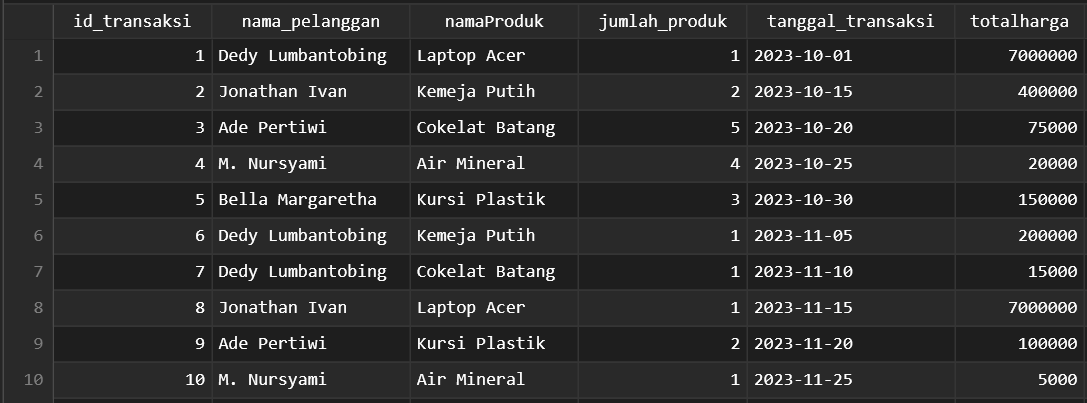 id_transaksi nama_pelanggan namaProduk jumlah_produk tanggal_transaksi totalharga
1 1 Dedy Lumbantobing Laptop Acer 1 2023-10-01 7000000
2 2 Jonathan Ivan Kemeja Putih 2 2023-10-15 400000
3 3 Ade Pertiwi Cokelat Batang 5 2023-10-20 75000
4 4 M. Nursyami Air Mineral 4 2023-10-25 20000
5 5 Bella Margaretha Kursi Plastik 3 2023-10-30 150000
6 6 Dedy Lumbantobing Kemeja Putih 1 2023-11-05 200000
7 7 Dedy Lumbantobing Cokelat Batang 1 2023-11-10 15000
8 8 Jonathan Ivan Laptop Acer 1 2023-11-15 7000000
9 9 Ade Pertiwi Kursi Plastik 2 2023-11-20 100000
10 10 M. Nursyami Air Mineral 1 2023-11-25 5000